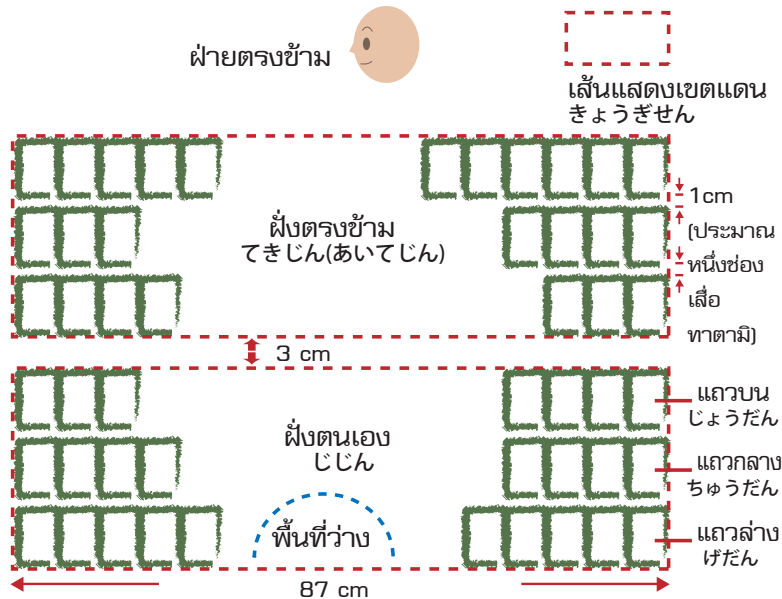 ฝ่ายตรงข้าม
เส้นแสดงเขตแดน
きょうぎせん
ฝั่งตรงข้าม
てきじん(あいてじん)
1cm
(ประมาณ
หนึ่งช่อง
เสื่อ
ทาตามิ)
3 cm
แถวบน
じょうだん
ฝั่งตนเอง
じじん
แถวกลาง
ちゅうだん
พื้นที่ว่าง
แถวล่าง
げだん
87 cm